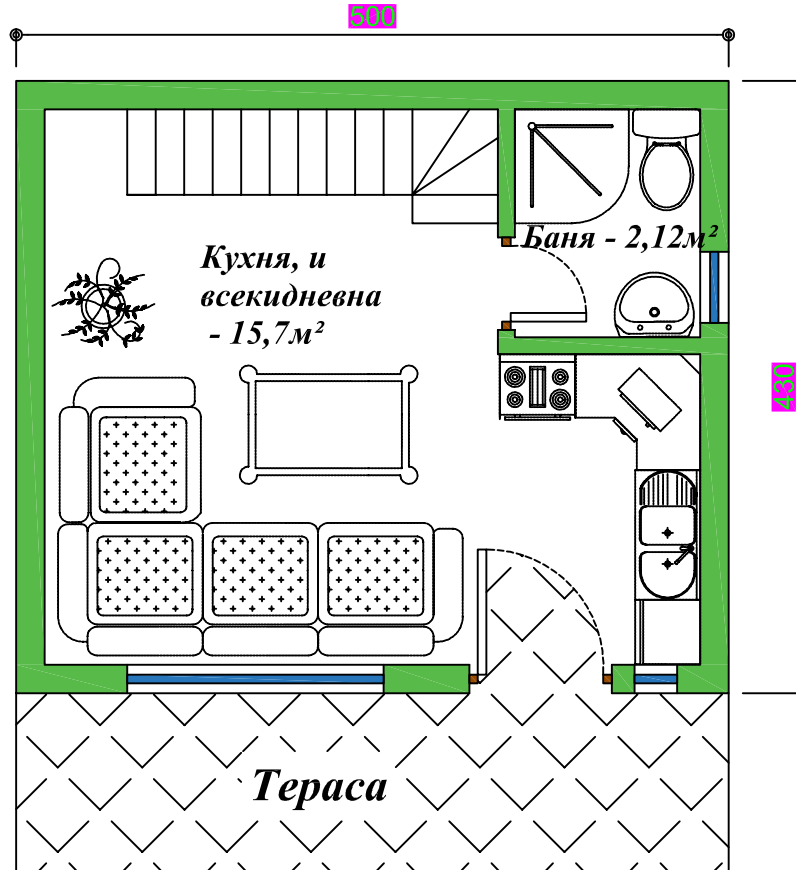 500
Баня - 2,12м²
Кухня, и
всекидневна
- 15,7м²
430
Тераса